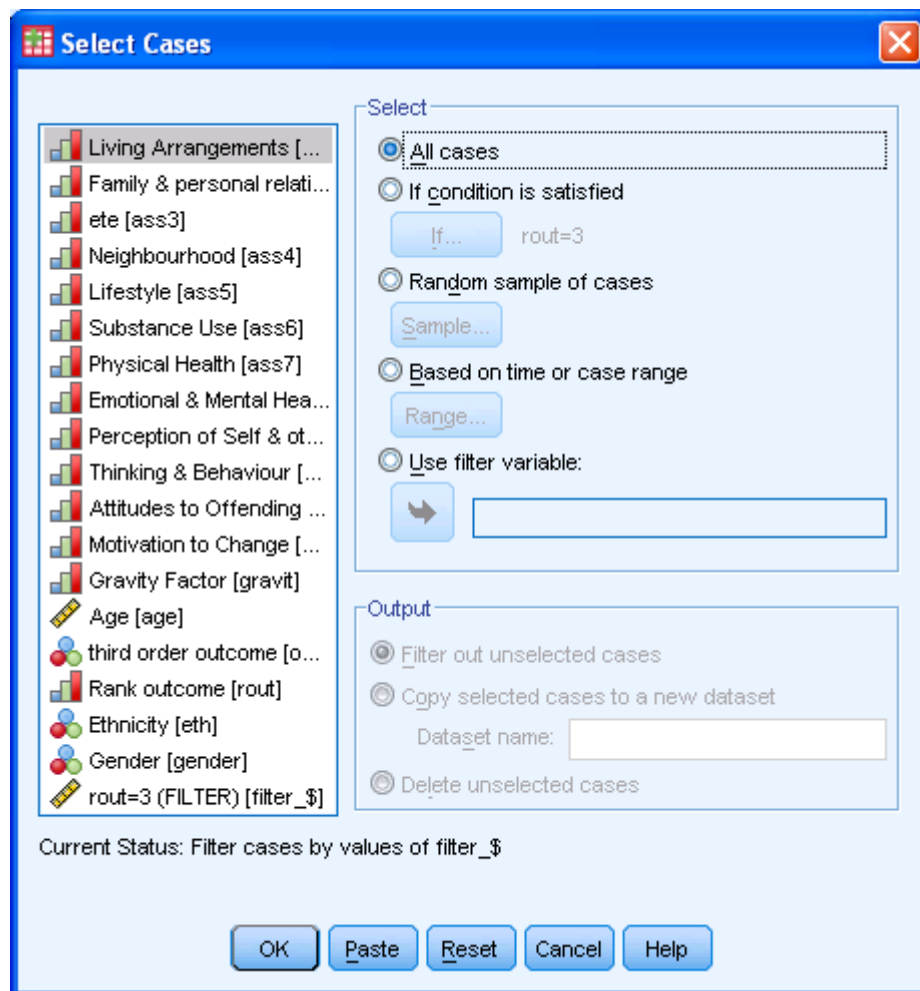 Select Cases
Living Arrangements [...
Family & personal relati...
ete [ass3]
Neighbourhood [ass4]
Lifestyle [ass5]
Substance Use [ass6]
Physical Health [ass7]
Emotional & Mental Hea...
Perception of Self & ot...
Thinking & Behaviour [...
Attitudes to Offending ...
Motivation to Change [...
Gravity Factor [gravit]
Age [age]
third order outcome [o...
Rank outcome [rout]
Ethnicity [eth]
Gender [gender]
rout=3 (FILTER) [filter_$]
Select
All cases
If condition is satisfied
If... rout=3
Random sample of cases
Sample...
Based on time or case range
Range...
Use filter variable:
Output
Filter out unselected cases
Copy selected cases to a new dataset
Dataset name:
Delete unselected cases
Current Status: Filter cases by values of filter_$
OK Paste Reset Cancel Help